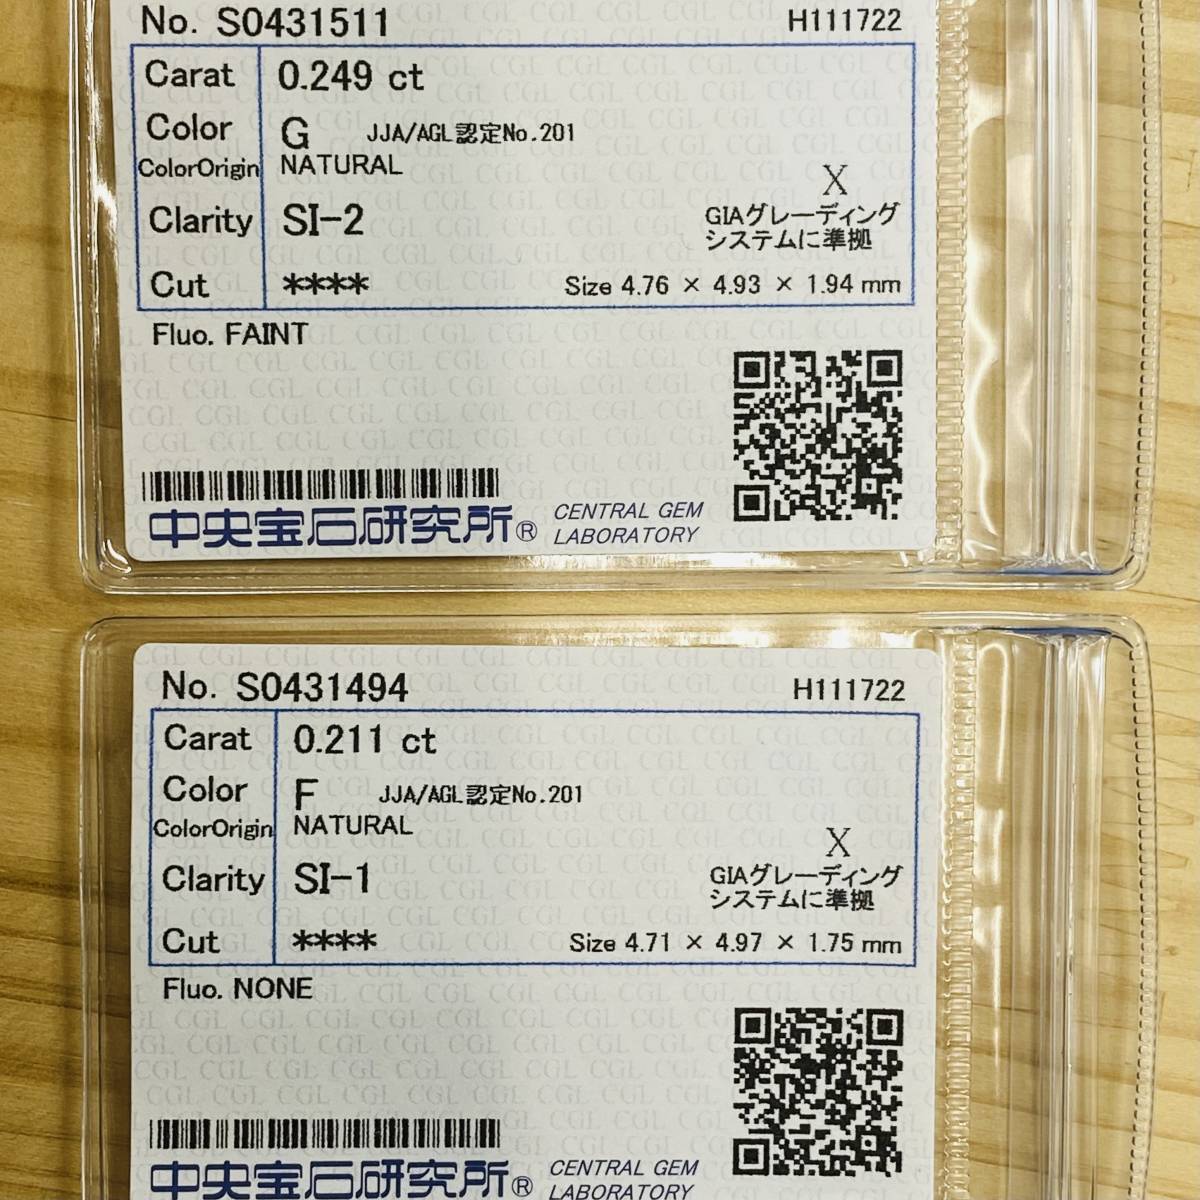 No. S0431511 H111722
Carat 0.249 ct
Color G JJA/AGL認定No.201
ColorOrigin NATURAL
X
Clarity SI-2 GIAグレーディング
システムに準拠
Cut **** Size 4.76 × 4.93 × 1.94 mm
Fluo. FAINT
中央宝石研究所® CENTRAL GEM
LABORATORY
No. S0431494 H111722
Carat 0.211 ct
Color F JJA/AGL認定No.201
ColorOrigin NATURAL
X
Clarity SI-1 GIAグレーディング
システムに準拠
Cut **** Size 4.71 × 4.97 × 1.75 mm
Fluo. NONE
中央宝石研究所® CENTRAL GEM
LABORATORY